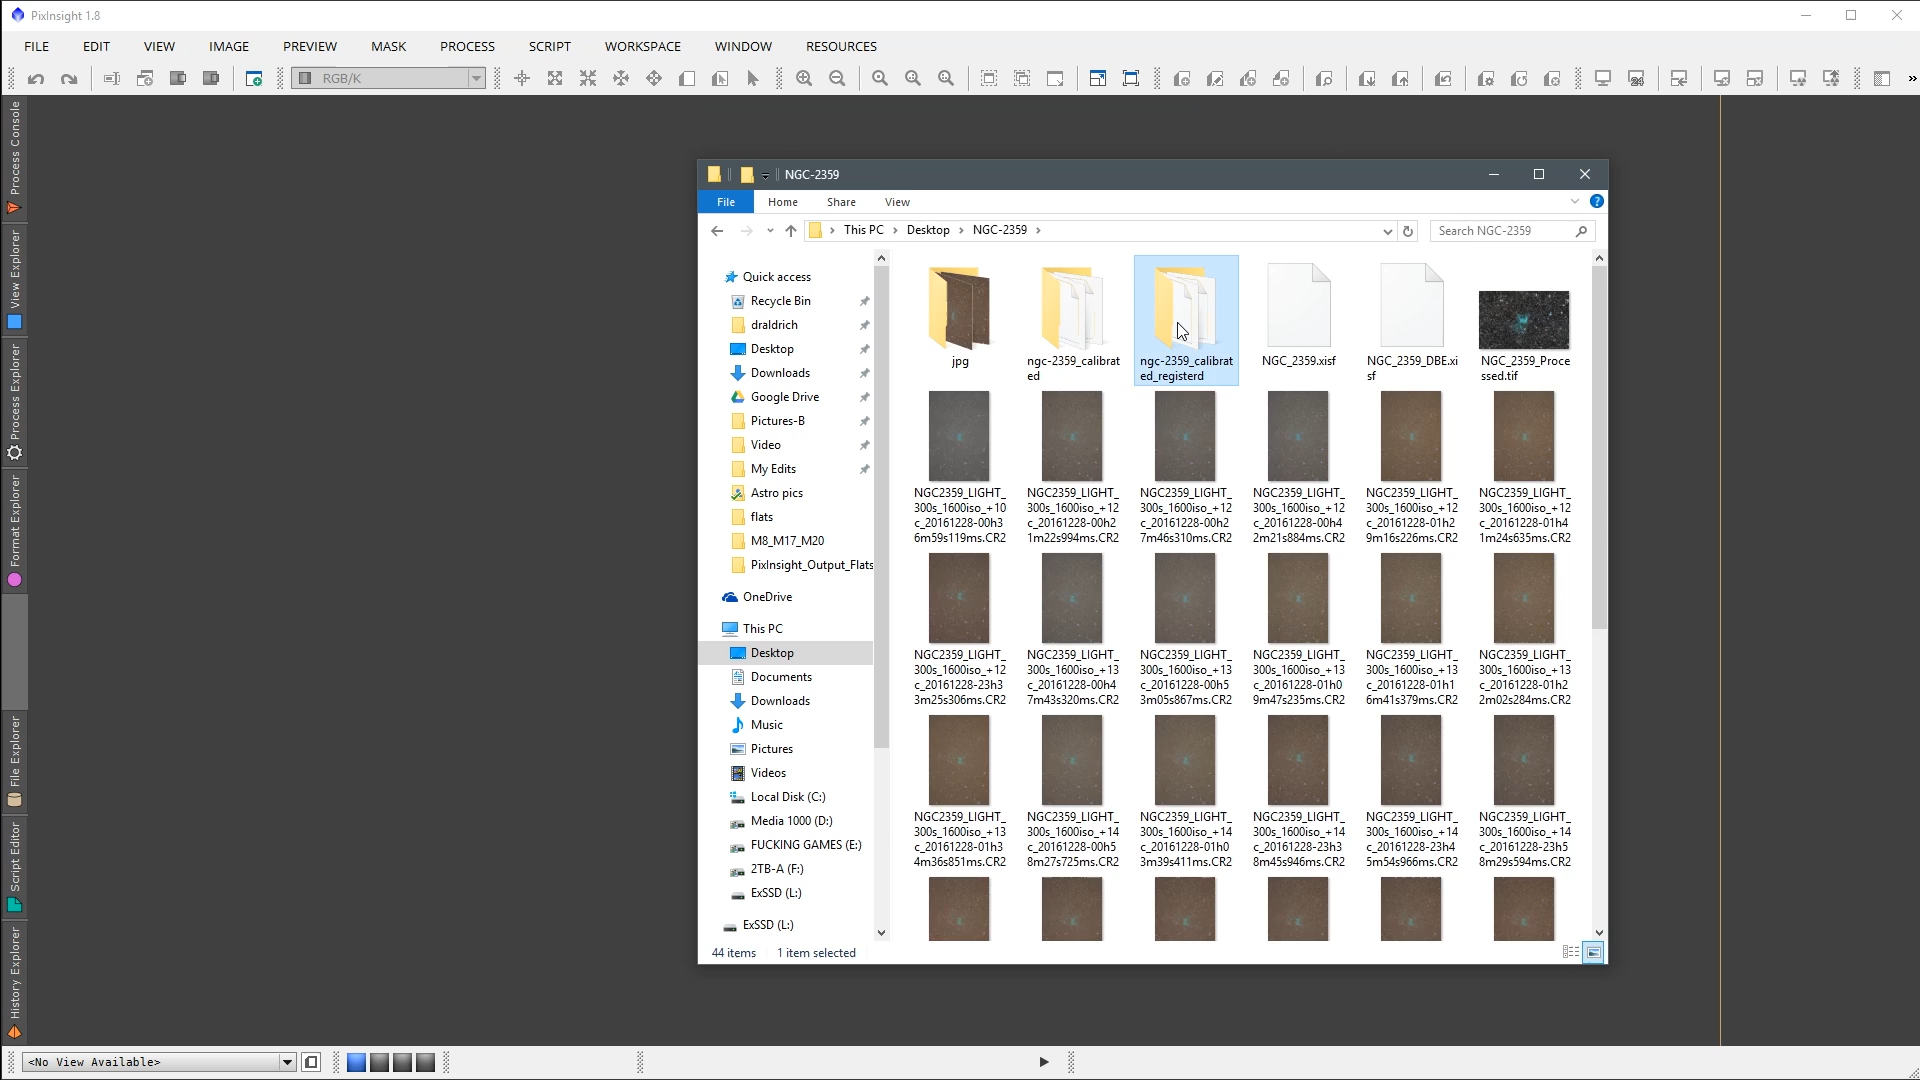 PixInsight 1.8
FILE EDIT VIEW IMAGE PREVIEW MASK PROCESS SCRIPT WORKSPACE WINDOW RESOURCES
RGB/K
24
Process Console
View Explorer
Process Explorer
Format Explorer
File Explorer
Script Editor
History Explorer
NGC-2359
File Home Share View
This PC > Desktop > NGC-2359 >
Search NGC-2359
Quick access
Recycle Bin
draldrich
Desktop
Downloads
Google Drive
Pictures-B
Video
My Edits
Astro pics
flats
M8_M17_M20
PixInsight_Output_Flats
OneDrive
This PC
Desktop
Documents
Downloads
Music
Pictures
Videos
Local Disk (C:)
Media 1000 (D:)
FUCKING GAMES (E:)
2TB-A (F:)
ExSSD (L:)
ExSSD (L:)
jpg
ngc-2359_calibrat
ed
ngc-2359_calibrat
ed_registerd
NGC_2359.xisf
NGC_2359_DBE.xi
sf
NGC_2359_Proce
ssed.tif
NGC2359_LIGHT_
300s_1600iso_+10
c_20161228-00h3
6m59s119ms.CR2
NGC2359_LIGHT_
300s_1600iso_+12
c_20161228-00h2
1m22s994ms.CR2
NGC2359_LIGHT_
300s_1600iso_+12
c_20161228-00h2
7m46s310ms.CR2
NGC2359_LIGHT_
300s_1600iso_+12
c_20161228-00h4
2m21s884ms.CR2
NGC2359_LIGHT_
300s_1600iso_+12
c_20161228-01h2
9m16s226ms.CR2
NGC2359_LIGHT_
300s_1600iso_+12
c_20161228-01h4
1m24s635ms.CR2
NGC2359_LIGHT_
300s_1600iso_+12
c_20161228-23h3
3m25s306ms.CR2
NGC2359_LIGHT_
300s_1600iso_+13
c_20161228-00h4
7m43s320ms.CR2
NGC2359_LIGHT_
300s_1600iso_+13
c_20161228-00h5
3m05s867ms.CR2
NGC2359_LIGHT_
300s_1600iso_+13
c_20161228-01h0
9m47s235ms.CR2
NGC2359_LIGHT_
300s_1600iso_+13
c_20161228-01h1
6m41s379ms.CR2
NGC2359_LIGHT_
300s_1600iso_+13
c_20161228-01h2
2m02s284ms.CR2
NGC2359_LIGHT_
300s_1600iso_+13
c_20161228-01h3
4m36s851ms.CR2
NGC2359_LIGHT_
300s_1600iso_+14
c_20161228-00h5
8m27s725ms.CR2
NGC2359_LIGHT_
300s_1600iso_+14
c_20161228-01h0
3m39s411ms.CR2
NGC2359_LIGHT_
300s_1600iso_+14
c_20161228-23h3
8m45s946ms.CR2
NGC2359_LIGHT_
300s_1600iso_+14
c_20161228-23h4
5m54s966ms.CR2
NGC2359_LIGHT_
300s_1600iso_+14
c_20161228-23h5
8m29s594ms.CR2
44 items 1 item selected
<No View Available>